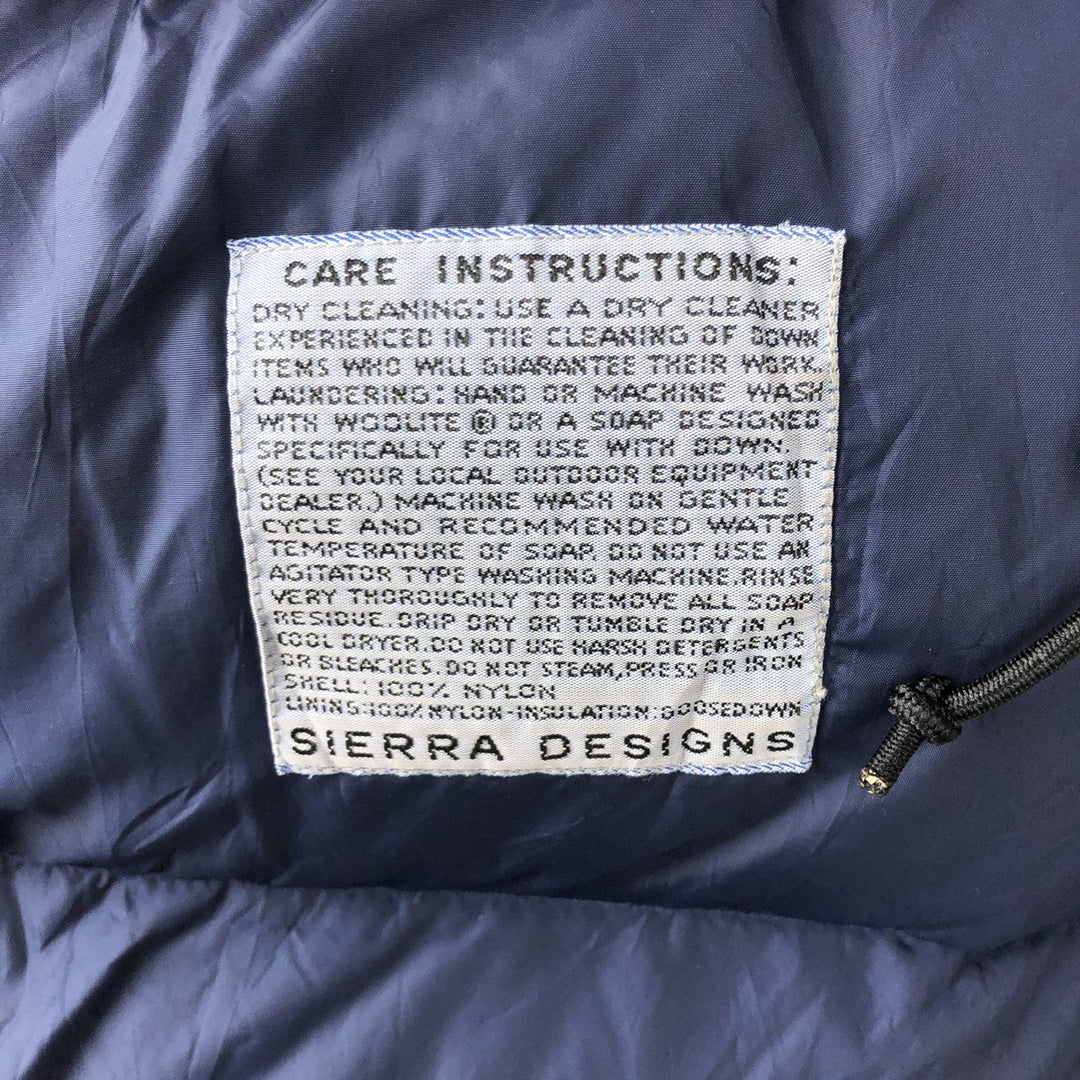 CARE INSTRUCTIONS:
DRY CLEANING: USE A DRY CLEANER
EXPERIENCED IN THE CLEANING OF DOWN
ITEMS WHO WILL GUARANTEE THEIR WORK.
LAUNDERING: HAND OR MACHINE WASH
WITH WOOLITE ® OR A SOAP DESIGNED
SPECIFICALLY FOR USE WITH DOWN.
(SEE YOUR LOCAL OUTDOOR EQUIPMENT
DEALER.) MACHINE WASH ON GENTLE
CYCLE AND RECOMMENDED WATER
TEMPERATURE OF SOAP. DO NOT USE AN
AGITATOR TYPE WASHING MACHINE. RINSE
VERY THOROUGHLY TO REMOVE ALL SOAP
RESIDUE. DRIP DRY OR TUMBLE DRY IN A
COOL DRYER. DO NOT USE HARSH DETERGENTS
OR BLEACHES. DO NOT STEAM, PRESS OR IRON
SHELL: 100% NYLON
LINING: 100% NYLON-INSULATION: GOOSEDOWN
SIERRA DESIGNS